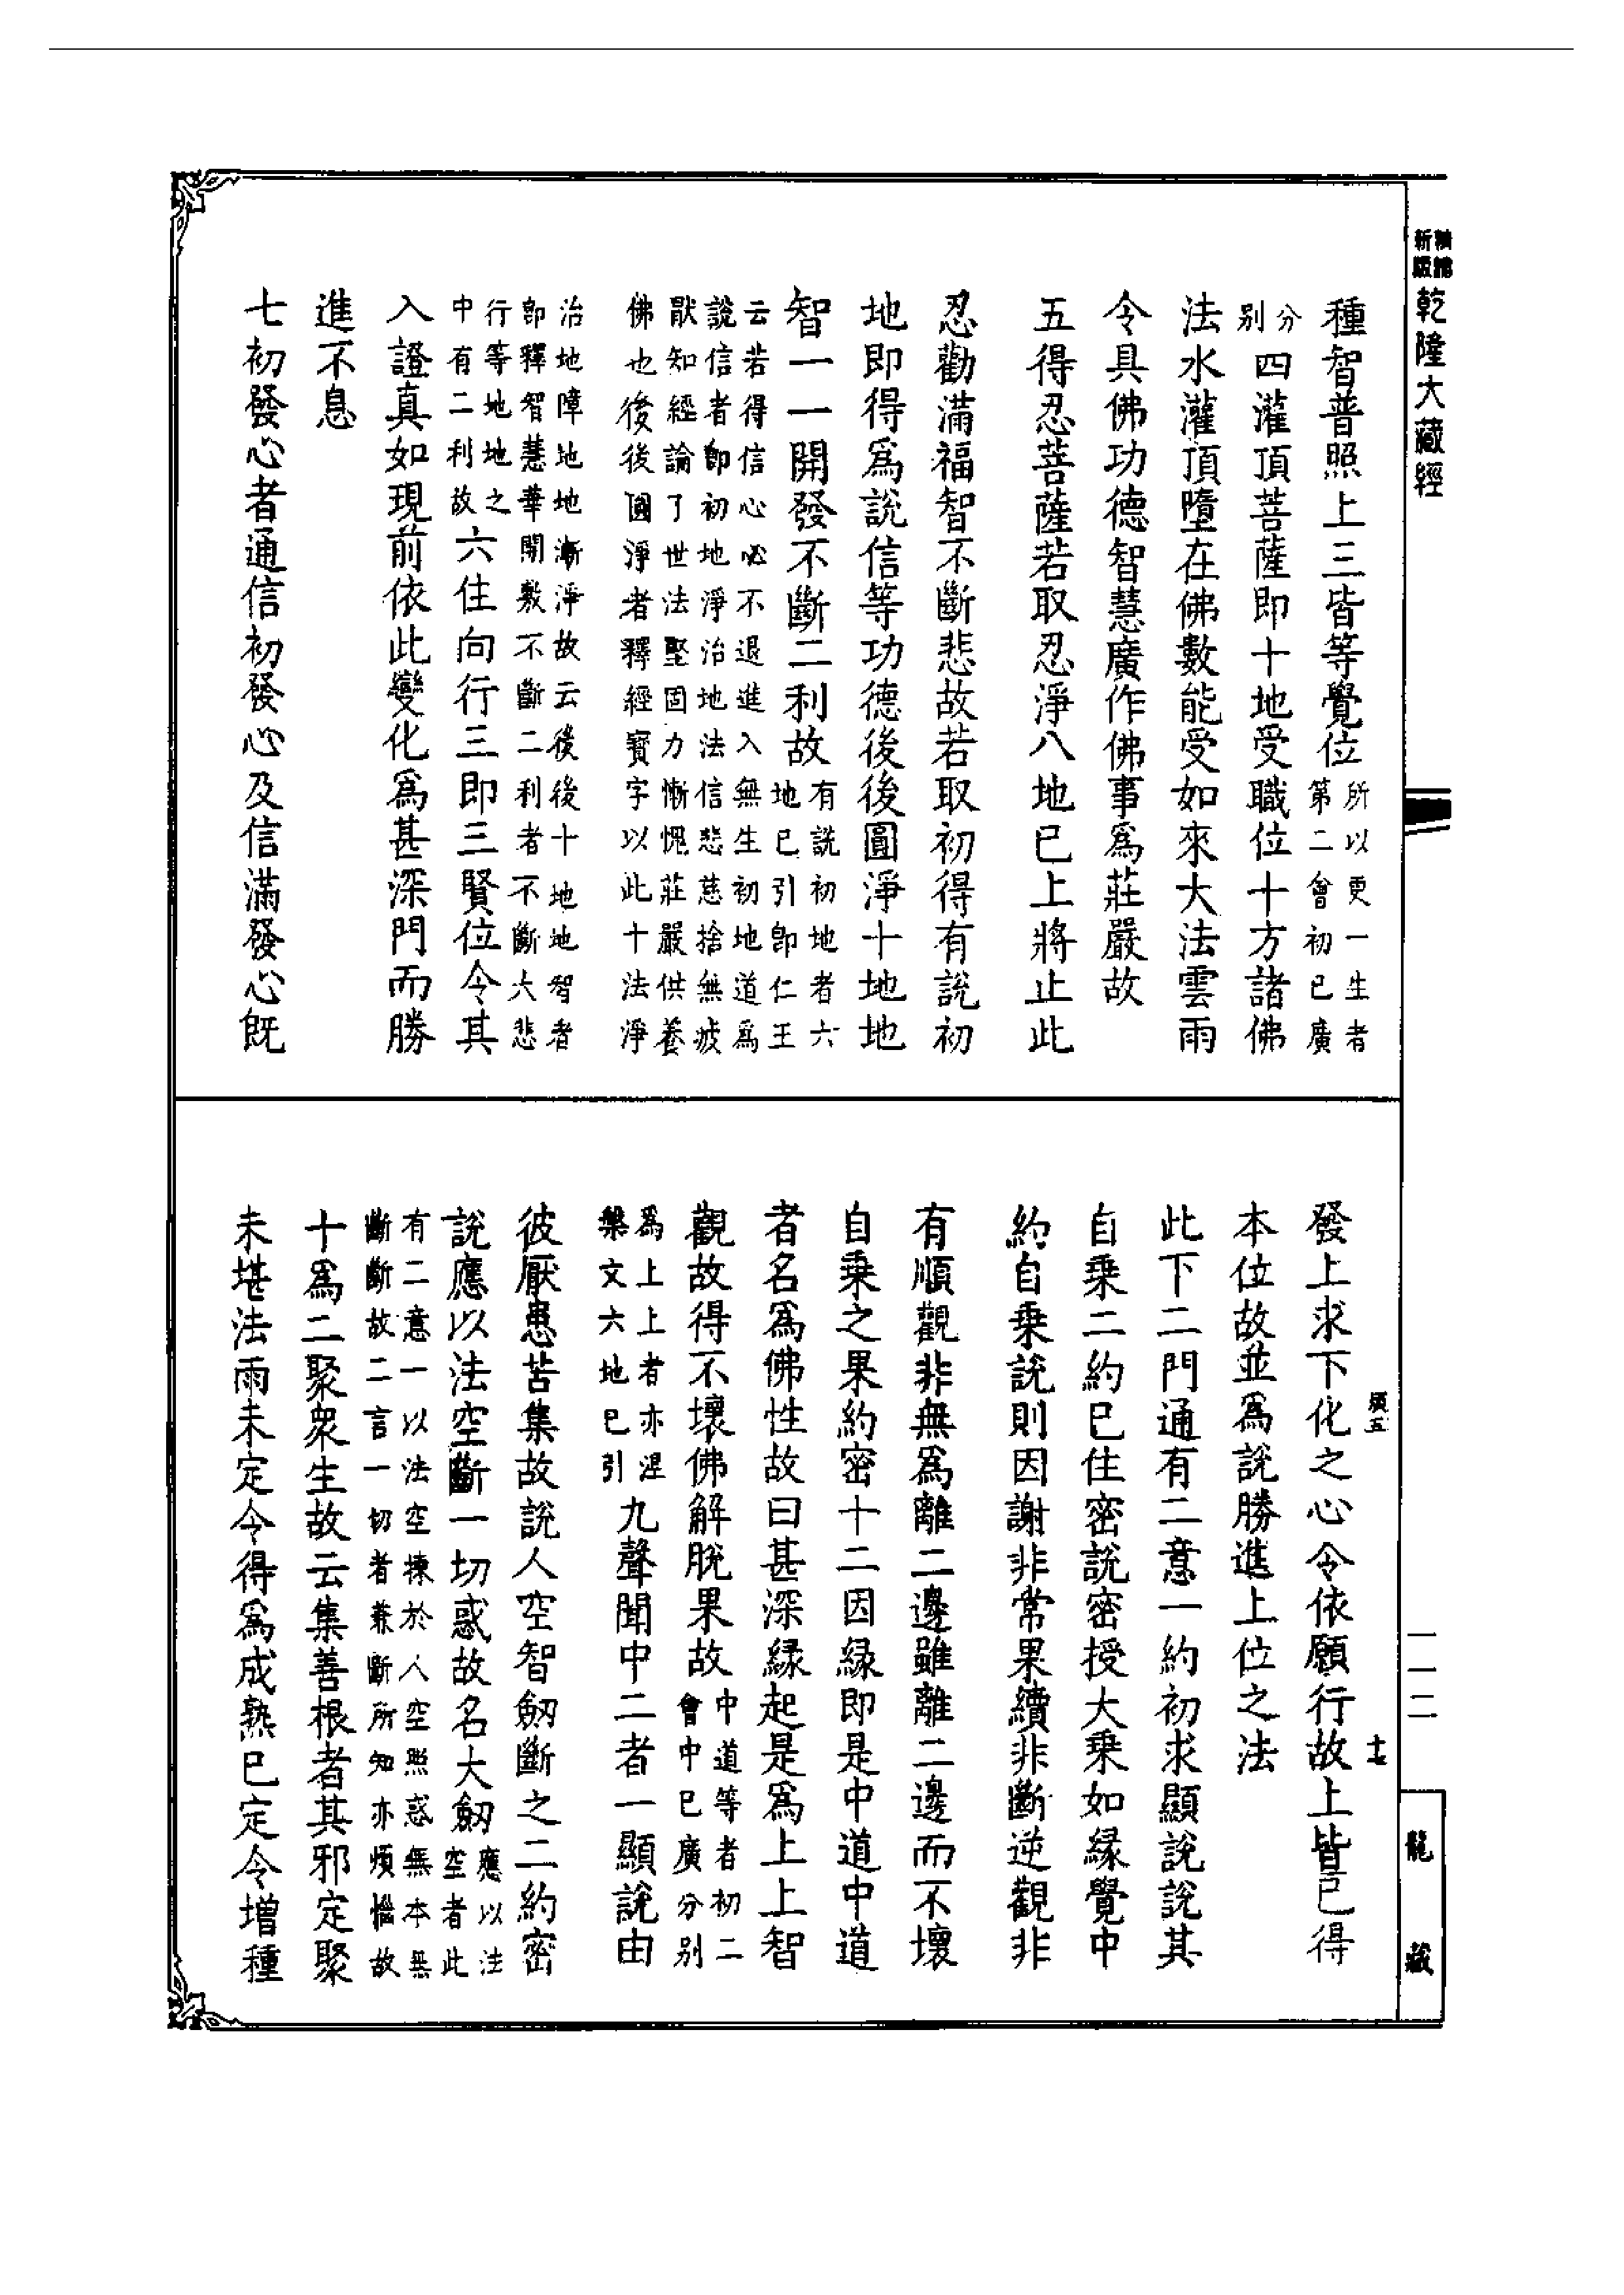 精論
新版
乾隆大藏經
種智普照上三皆等覺位所以更一生者
第二會初已廣
分
别四灌頂菩薩即十地受職位十方諸佛
法水灌頂墮在佛數能受如來大法雲雨
令具佛功德智慧廣作佛事爲莊嚴故
五得忍菩薩若取忍淨八地已上將止此
忍勸滿福智不斷悲故若取初得有說初
地即得爲說信等功德後後圓淨十地地
智一一開發不斷二利故有說初地者六
地已引即仁王
云若得信心必不退進入無生初地道爲
說信者即初地淨治地法信悲慈捨無疲
厭知經論了世法堅固力慚愧莊嚴供養
佛也後後圓淨者釋經寳字以此十法淨
治地障地地漸淨故云後後十地地智者
即釋智慧華開敷不斷二利者不斷大悲
行等地地之
中有二利故六住向行三即三賢位令其
入證真如現前依此變化爲甚深門而勝
進不息
七初發心者通信初發心及信滿發心既
發上求下化之心令依願行故上皆已得
本位故並爲說勝進上位之法
此下二門通有二意一約初求顯說說其
自乗二約已住密說密授大乗如縁覺中
約自乗說則因謝非常果續非斷逆觀非
有順觀非無爲離二邊雖離二邊而不壞
自乗之果約密十二因縁即是中道中道
者名爲佛性故曰甚深縁起是爲上上智
觀故得不壞佛解脫果故中道等者初二
會中已廣分别
爲上上者亦涅
槃文六地已引九聲聞中二者一顯說由
彼厭患苦集故說人空智劒斷之二約密
說應以法空斷一切惑故名大劒應以法
空者此
有二意一以法空揀於人空照惑無本無
斷斷故二言一切者兼斷所知亦煩惱故
十爲二聚衆生故云集善根者其邪定聚
未堪法雨未定令得爲成熟已定令增種
一一二
龍藏